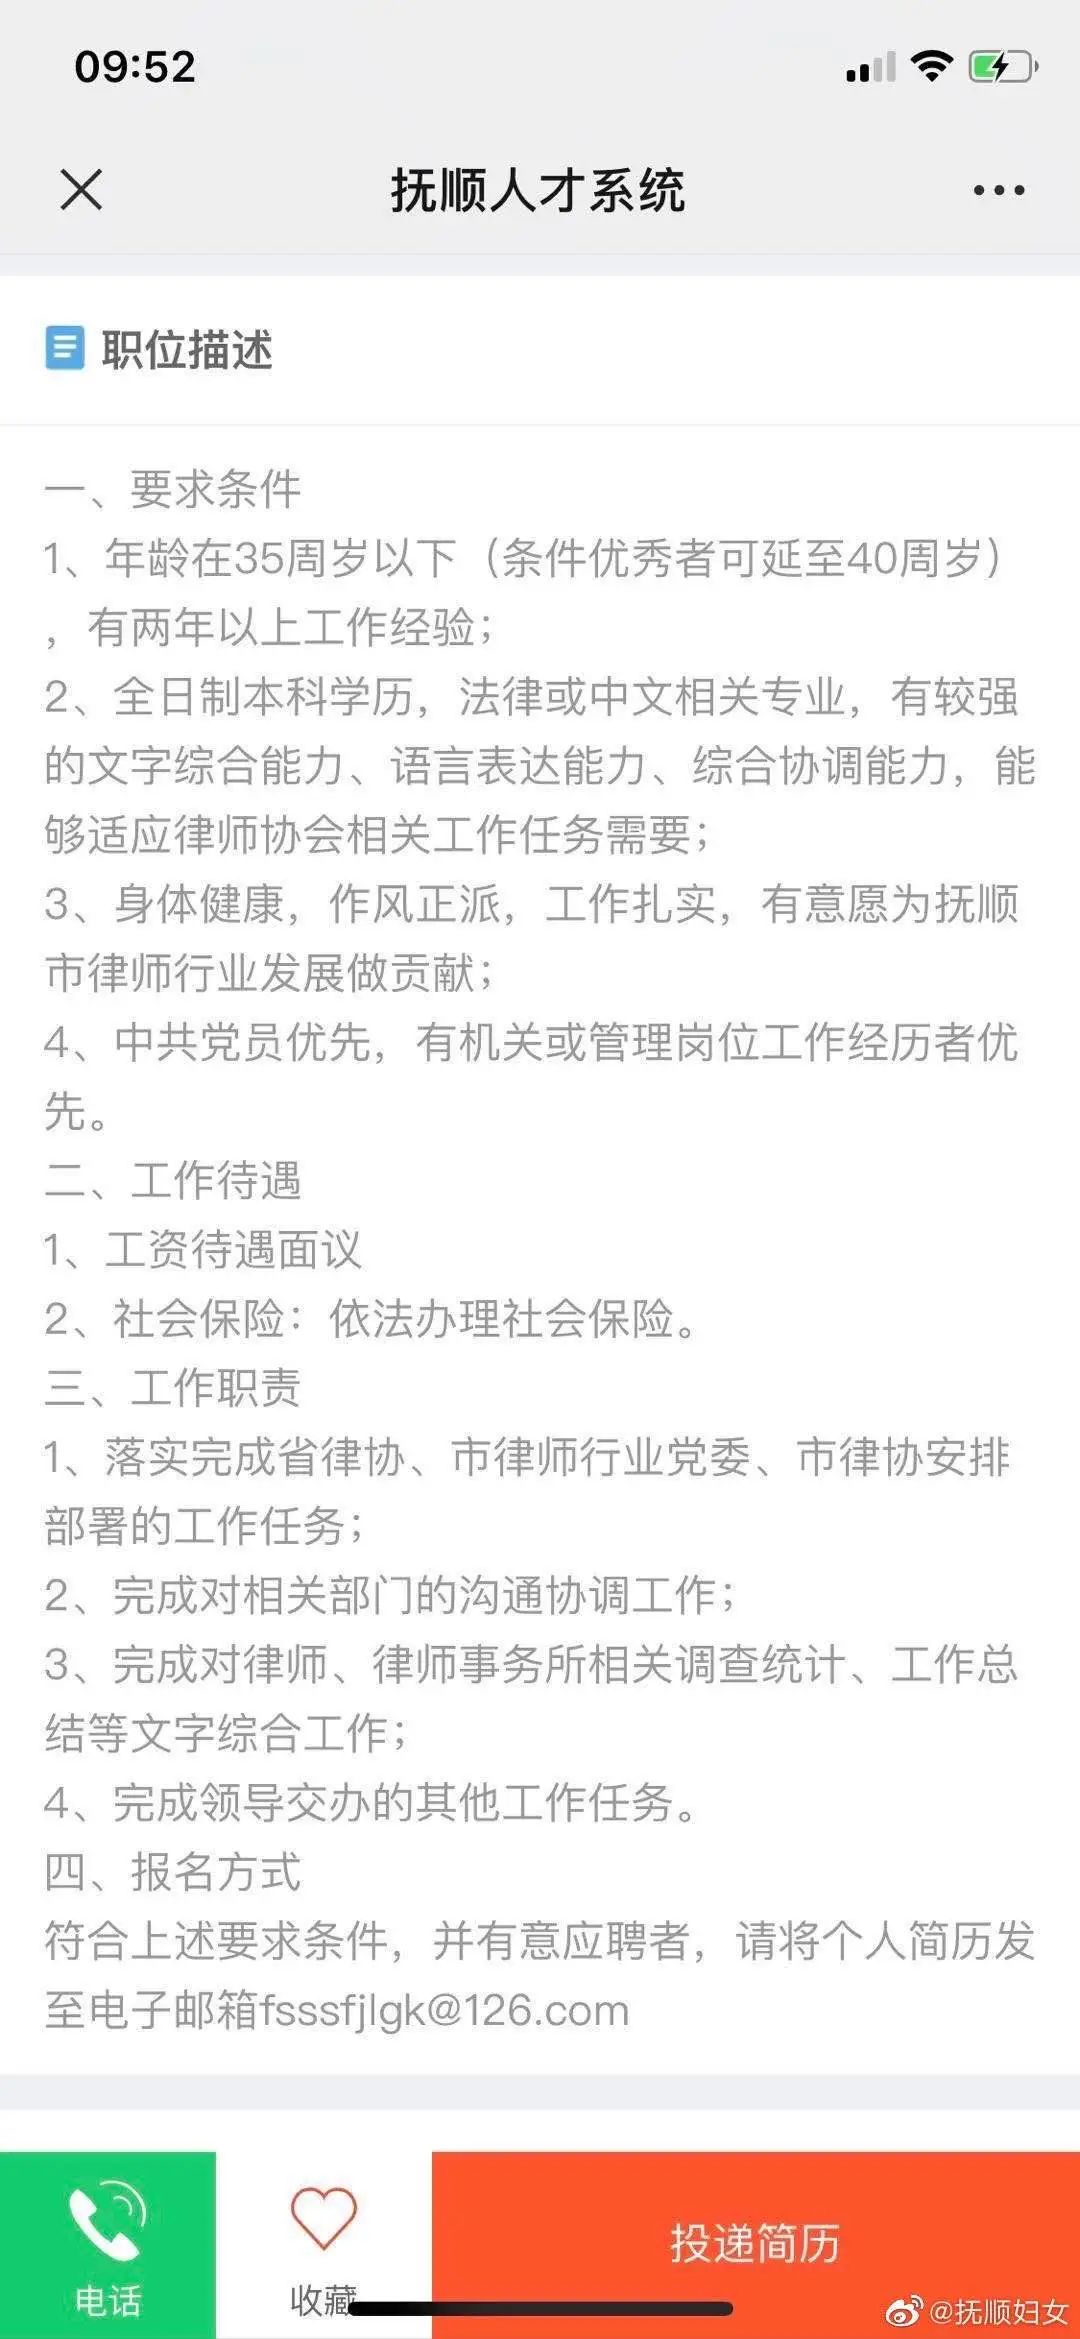 09:52
抚顺人才系统
职位描述
一、要求条件
1、年龄在35周岁以下（条件优秀者可延至40周岁）
，有两年以上工作经验；
2、全日制本科学历，法律或中文相关专业，有较强
的文字综合能力、语言表达能力、综合协调能力，能
够适应律师协会相关工作任务需要；
3、身体健康，作风正派，工作扎实，有意愿为抚顺
市律师行业发展做贡献；
4、中共党员优先，有机关或管理岗位工作经历者优
先。
二、工作待遇
1、工资待遇面议
2、社会保险：依法办理社会保险。
三、工作职责
1、落实完成省律协、市律师行业党委、市律协安排
部署的工作任务；
2、完成对相关部门的沟通协调工作；
3、完成对律师、律师事务所相关调查统计、工作总
结等文字综合工作；
4、完成领导交办的其他工作任务。
四、报名方式
符合上述要求条件，并有意应聘者，请将个人简历发
至电子邮箱fsssfjlgk@126.com
电话
收藏
投递简历
@抚顺妇女